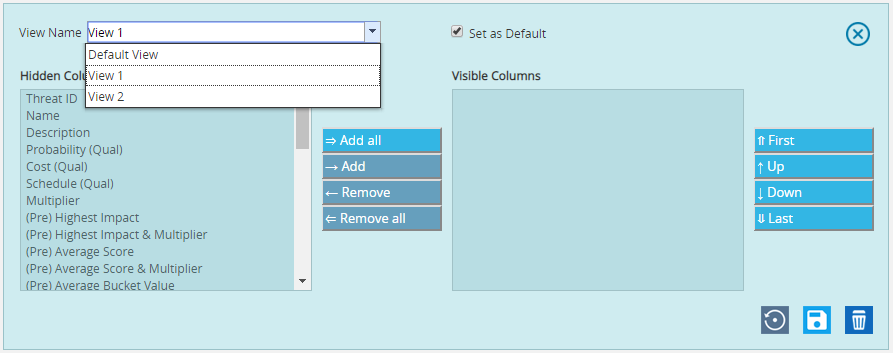 View Name View 1 Set as Default
Default View
View 1
View 2
Hidden Colu Visible Columns
Threat ID
Name
Description
Probability (Qual)
Cost (Qual)
Schedule (Qual)
Multiplier
(Pre) Highest Impact
(Pre) Highest Impact & Multiplier
(Pre) Average Score
(Pre) Average Score & Multiplier
(Pre) Average Bucket Value
⇒ Add all
→ Add
← Remove
⇐ Remove all
⇑ First
↑ Up
↓ Down
⇓ Last